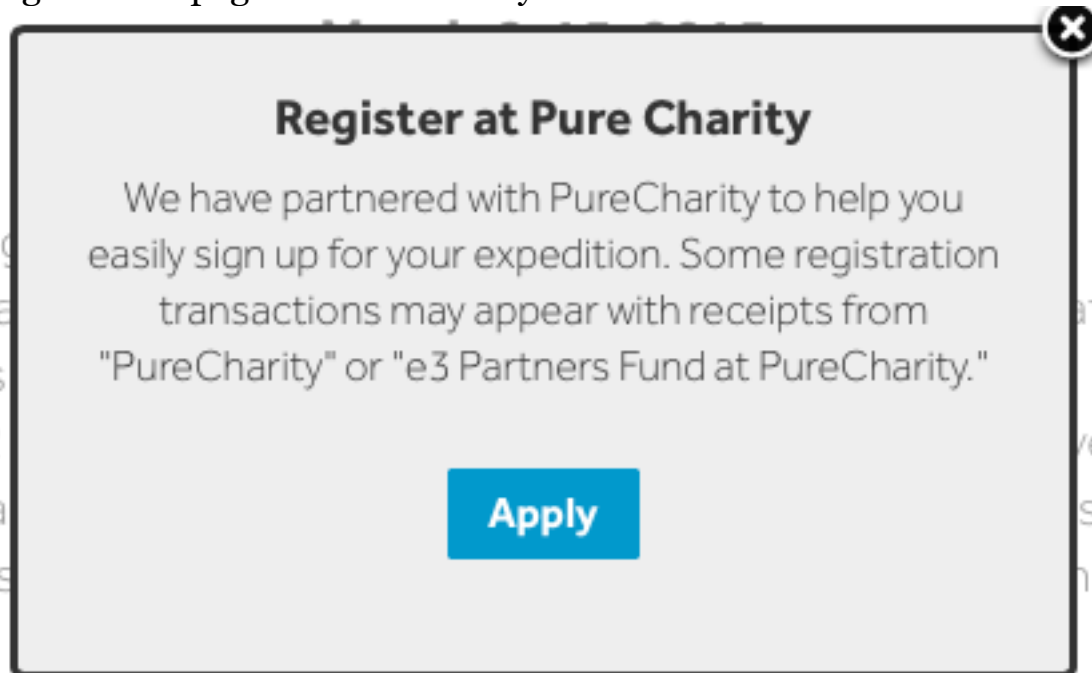 Register at Pure Charity
We have partnered with PureCharity to help you
easily sign up for your expedition. Some registration
transactions may appear with receipts from
"PureCharity" or "e3 Partners Fund at PureCharity."
Apply